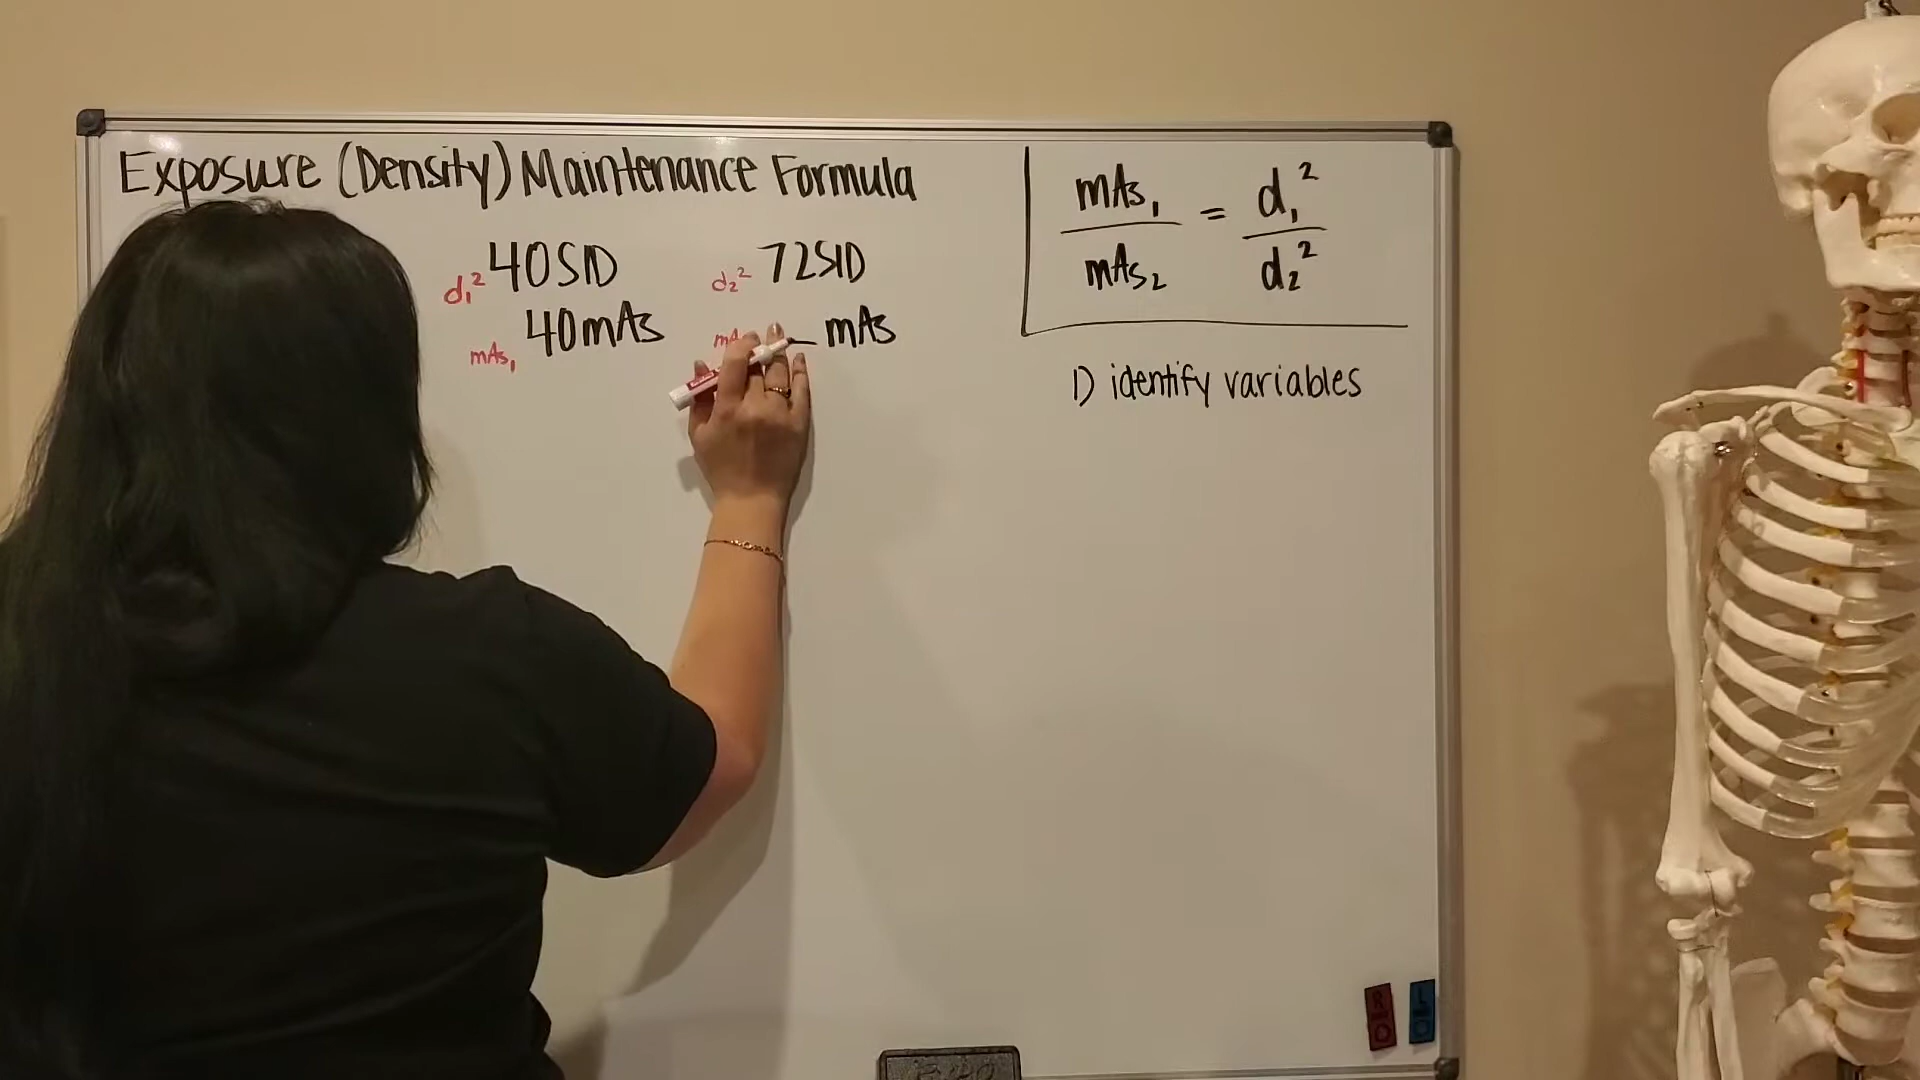 Exposure (Density) Maintenance Formula
d₁² 40SID
d₂² 72SID
mAs₁ 40mAs
mAs
mAs₁ = d₁²
mAs₂ d₂²
1) identify variables
R
L